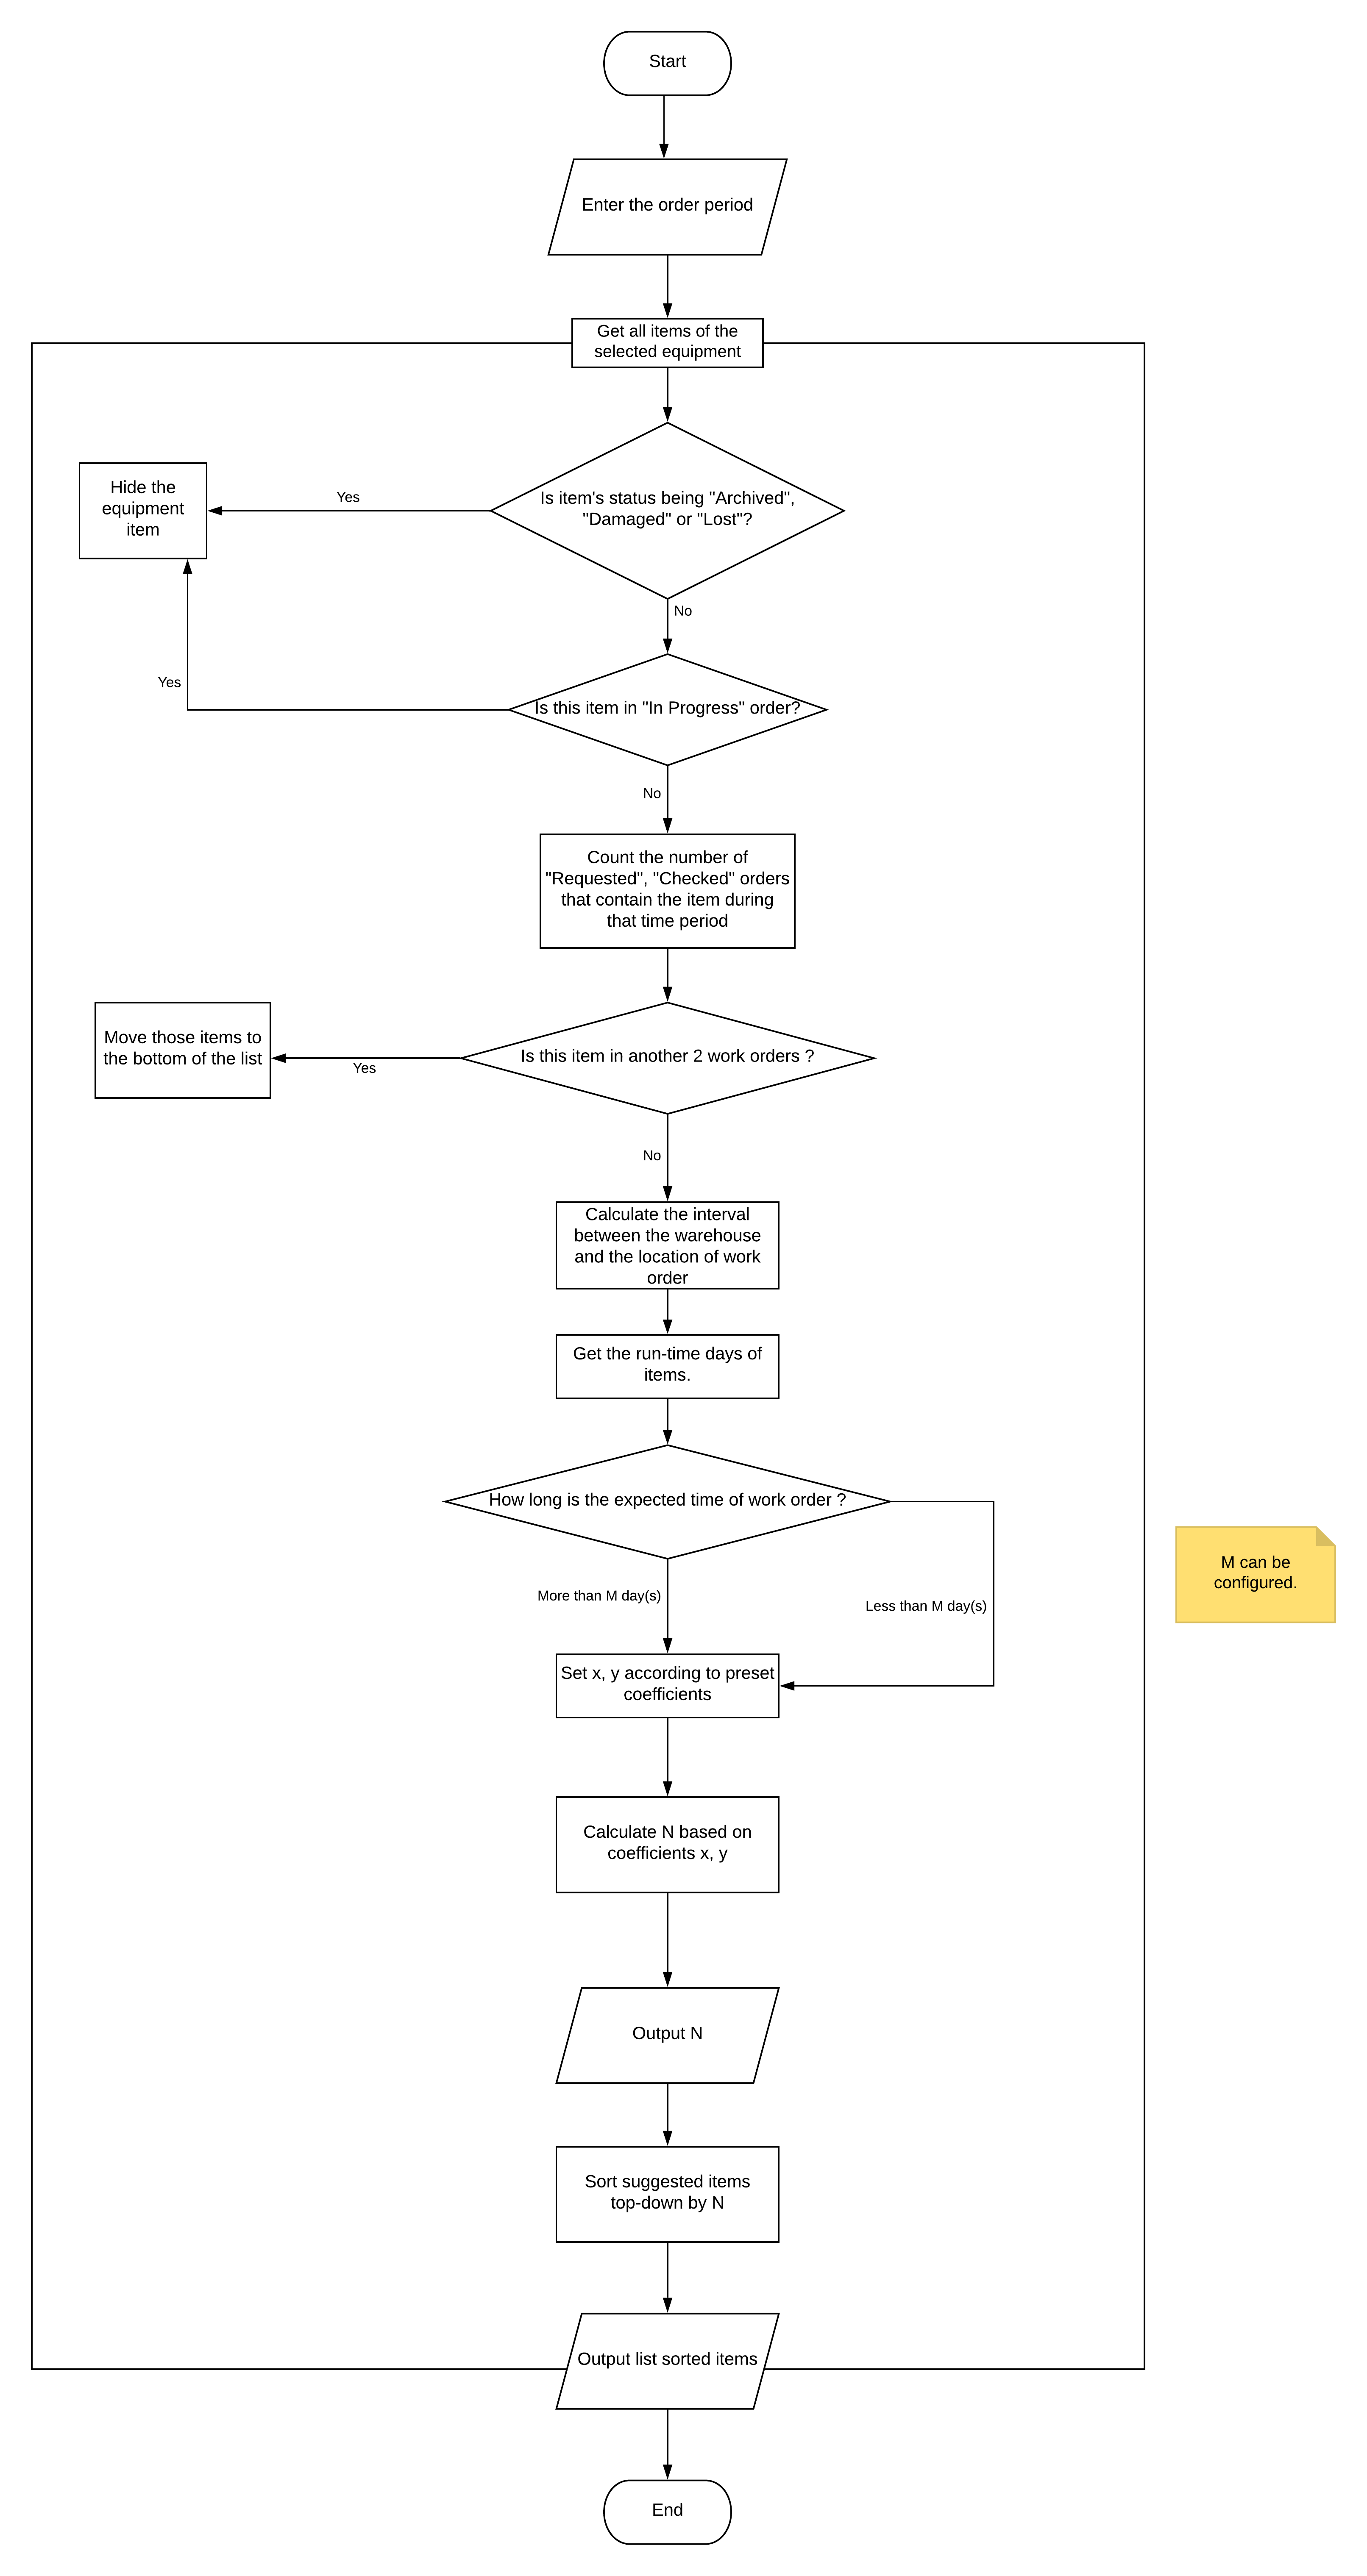 Start
Enter the order period
Get all items of the
selected equipment
Is item's status being "Archived",
"Damaged" or "Lost"?
Yes
Hide the
equipment
item
No
Is this item in "In Progress" order?
Yes
No
Count the number of
"Requested", "Checked" orders
that contain the item during
that time period
Is this item in another 2 work orders ?
Yes
Move those items to
the bottom of the list
No
Calculate the interval
between the warehouse
and the location of work
order
Get the run-time days of
items.
How long is the expected time of work order ?
More than M day(s)
Less than M day(s)
M can be
configured.
Set x, y according to preset
coefficients
Calculate N based on
coefficients x, y
Output N
Sort suggested items
top-down by N
Output list sorted items
End